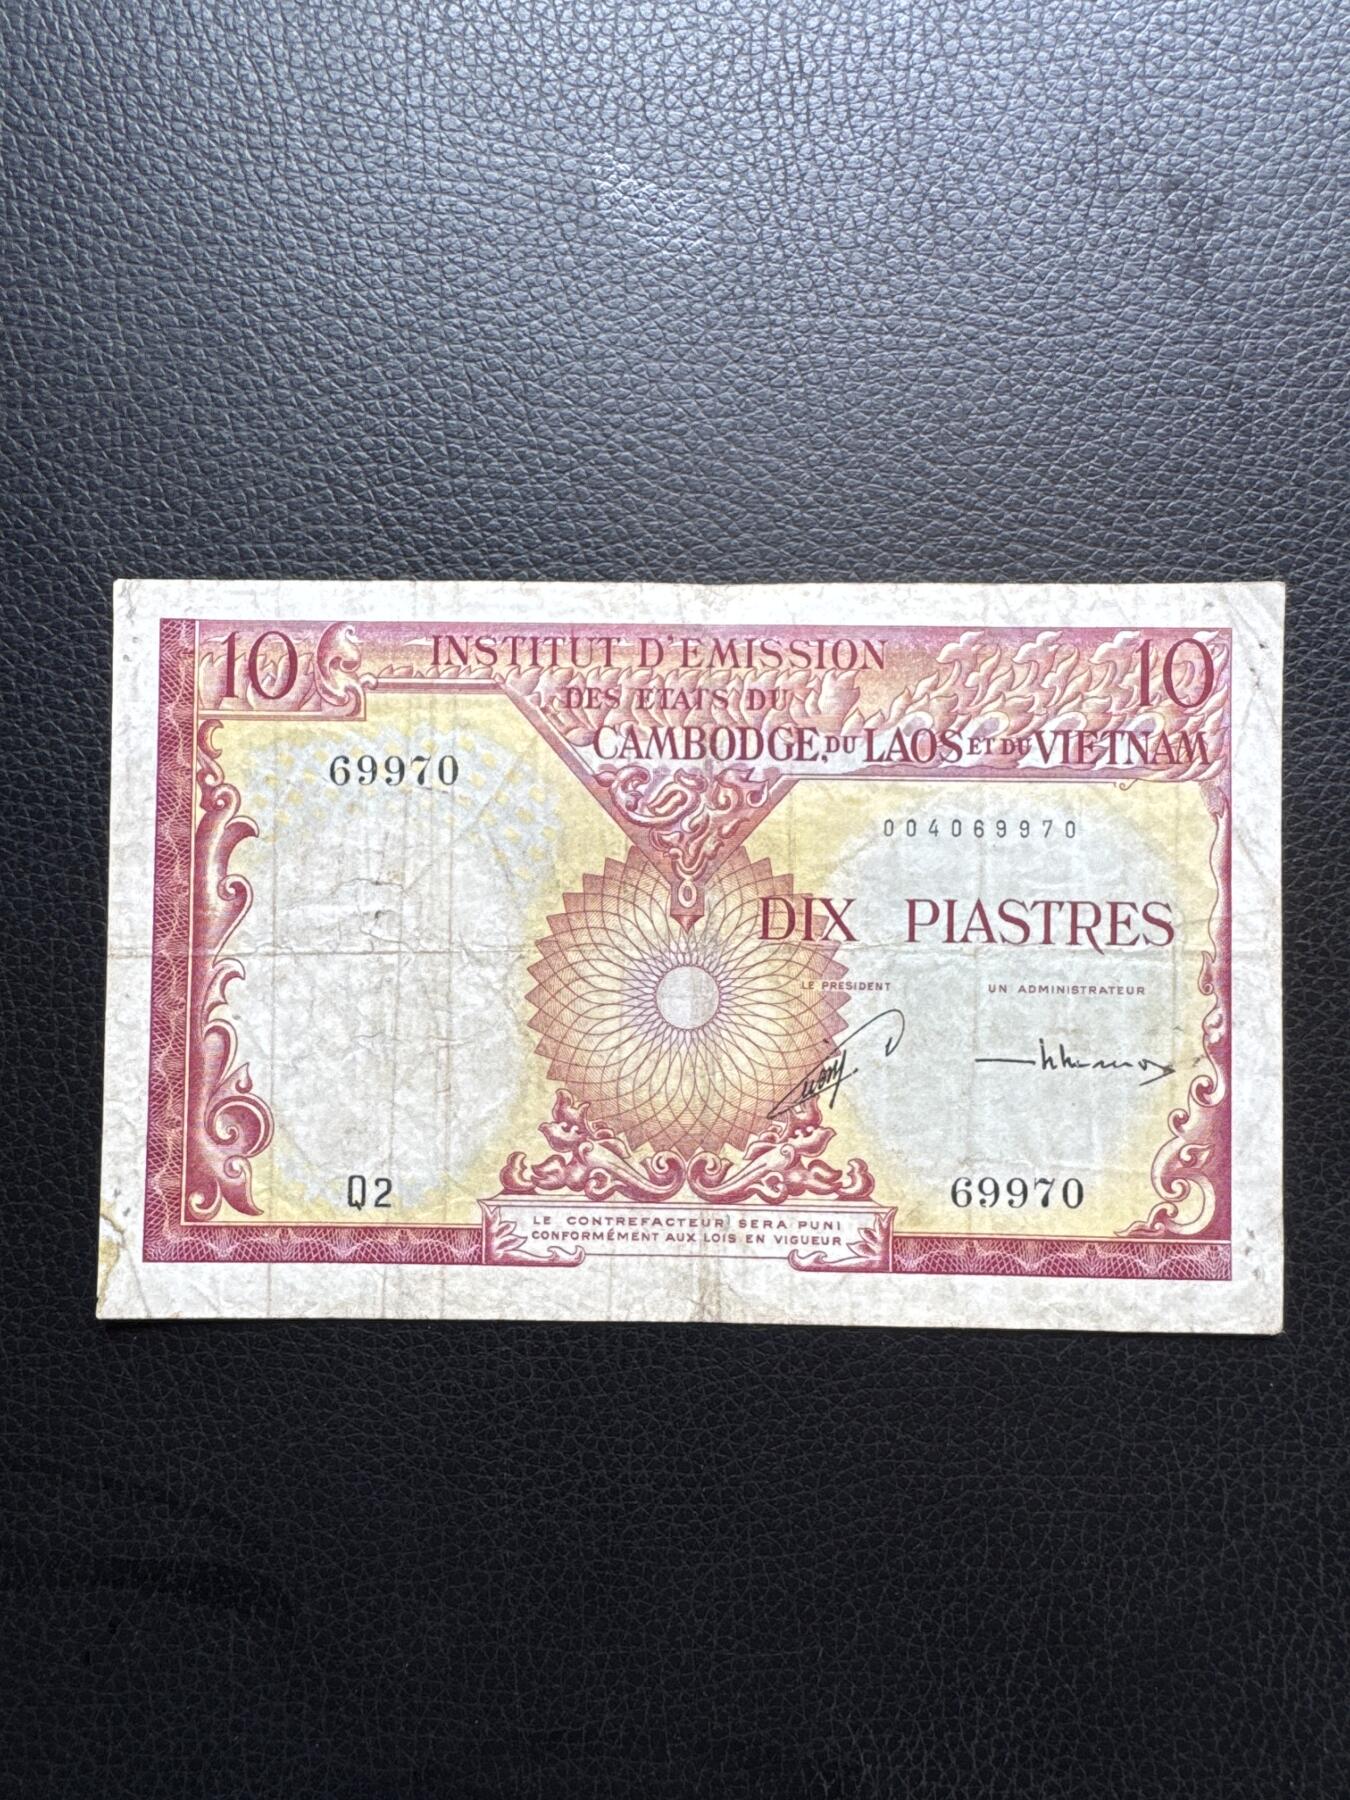 10 INSTITUT D'EMISSION 10
DES ETATS DU
CAMBODGE, DU LAOS ET DU VIETNAM
69970
004069970
DIX PIASTRES
LE PRESIDENT UN ADMINISTRATEUR
Q2
69970
LE CONTREFACTEUR SERA PUNI
CONFORMÉMENT AUX LOIS EN VIGUEUR